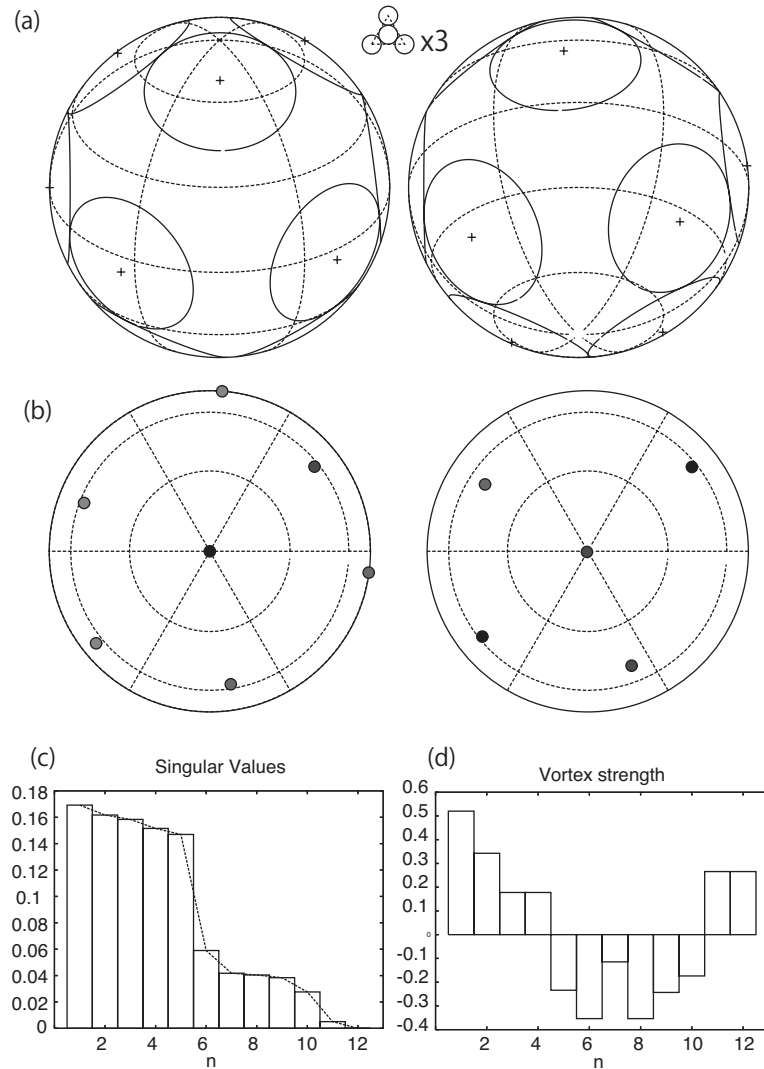 (a)
x3
(b)
(c)
Singular Values
0.18
0.16
0.14
0.12
0.1
0.08
0.06
0.04
0.02
0
2 4 6 8 10 12
n
(d)
Vortex strength
0.6
0.5
0.4
0.3
0.2
0.1
0
-0.1
-0.2
-0.3
-0.4
2 4 6 8 10 12
n